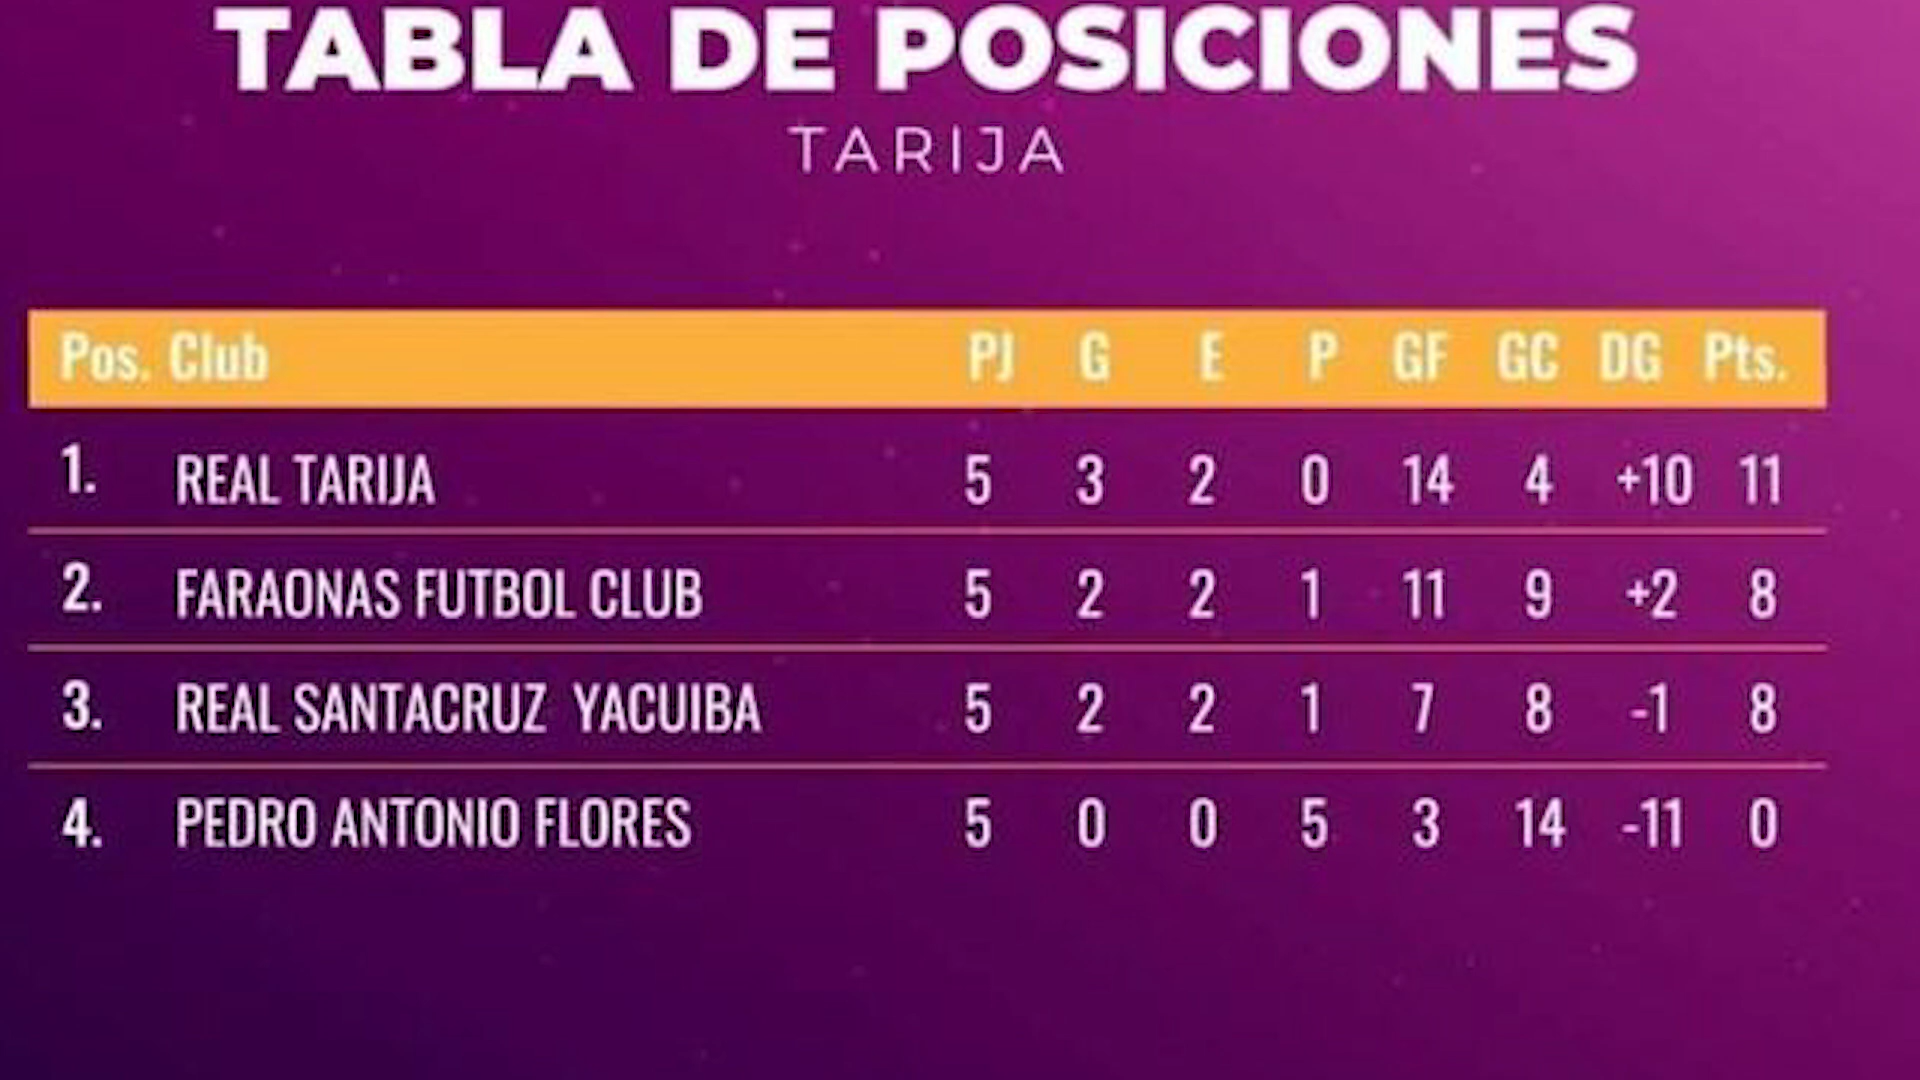 TABLA DE POSICIONES
TARIJA
Pos. Club PJ G E P GF GC DG Pts.
1. REAL TARIJA 5 3 2 0 14 4 +10 11
2. FARAONAS FUTBOL CLUB 5 2 2 1 11 9 +2 8
3. REAL SANTACRUZ YACUIBA 5 2 2 1 7 8 -1 8
4. PEDRO ANTONIO FLORES 5 0 0 5 3 14 -11 0